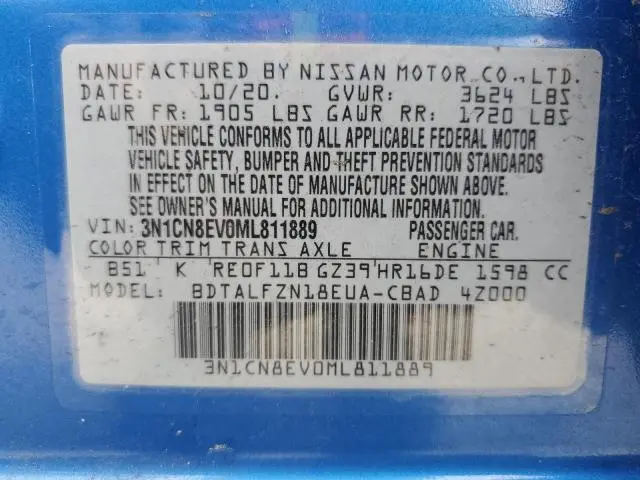 MANUFACTURED BY NISSAN MOTOR CO., LTD.
DATE: 10/20. GVWR: 3624 LBS
GAWR FR: 1905 LBS GAWR RR: 1720 LBS
THIS VEHICLE CONFORMS TO ALL APPLICABLE FEDERAL MOTOR
VEHICLE SAFETY, BUMPER AND THEFT PREVENTION STANDARDS
IN EFFECT ON THE DATE OF MANUFACTURE SHOWN ABOVE.
SEE OWNER'S MANUAL FOR ADDITIONAL INFORMATION.
VIN: 3N1CN8EV0ML811889 PASSENGER CAR.
COLOR TRIM TRANS AXLE ENGINE
B51 K RE0F11B GZ39 HR16DE 1598 CC
MODEL: BDTALFZN18EUA-CBAD 4Z000
3N1CN8EV0ML811889